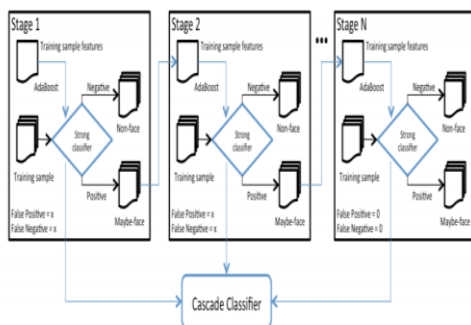 Stage 1
Training sample features
AdaBoost
Negative
Non-face
Strong
classifier
Training sample
Positive
Maybe-face
False Positive = x
False Negative = x
Stage 2
Training sample features
AdaBoost
Negative
Non-face
Strong
classifier
Training sample
Positive
Maybe-face
False Positive = x
False Negative = x
...
Stage N
Training sample features
AdaBoost
Negative
Non-face
Strong
classifier
Training sample
Positive
Maybe-face
False Positive = 0
False Negative = 0
Cascade Classifier